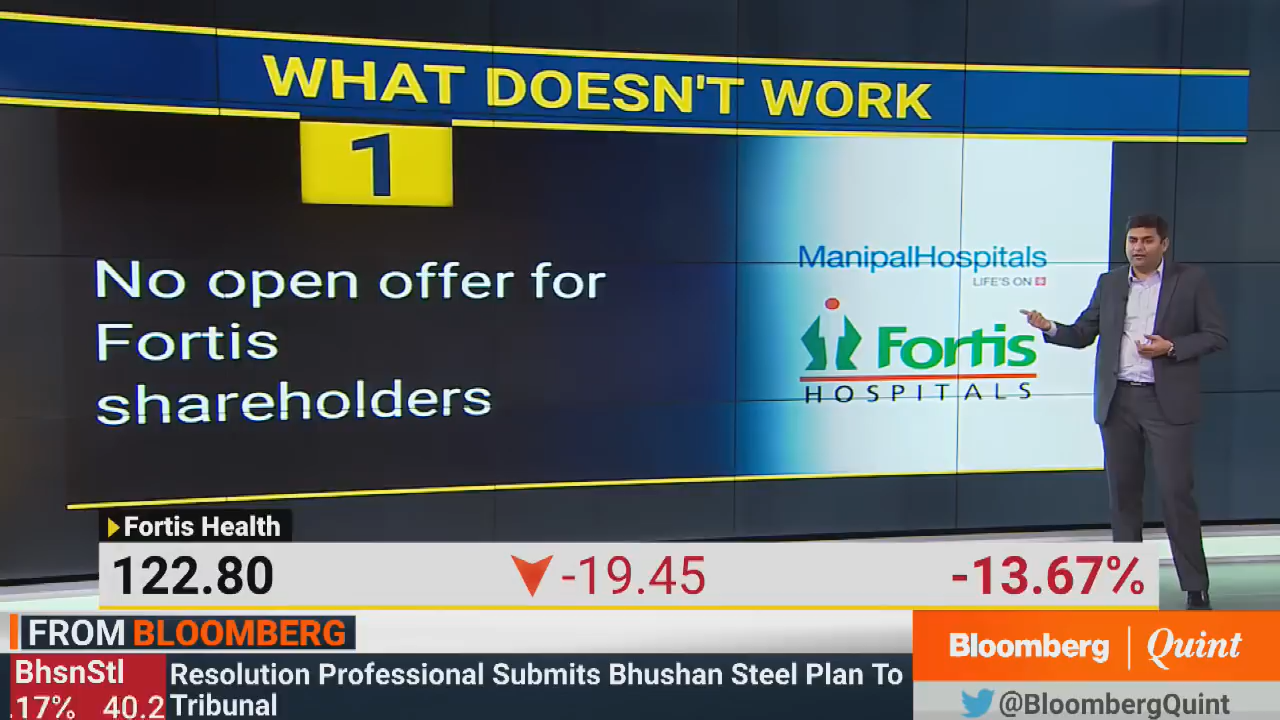 WHAT DOESN'T WORK
1
No open offer for
Fortis
shareholders
ManipalHospitals
LIFE'S ON
Fortis
HOSPITALS
Fortis Health
122.80 -19.45 -13.67%
FROM BLOOMBERG
BhsnStl
.17% 40.2
Resolution Professional Submits Bhushan Steel Plan To
Tribunal
Bloomberg | Quint
@BloombergQuint